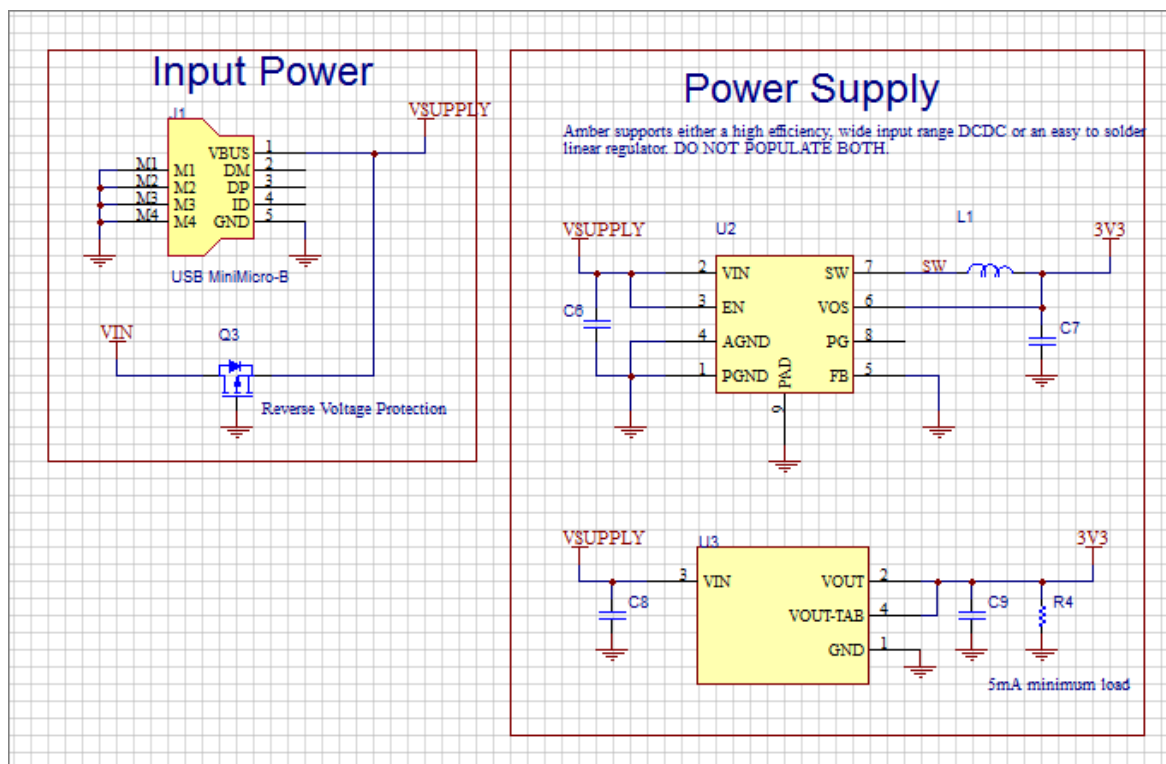 Input Power
J1
VSUPPLY
VBUS 1
M1 M1 DM 2
M2 M2 DP 3
M3 M3 ID 4
M4 M4 GND 5
USB MiniMicro-B
VIN
Q3
Reverse Voltage Protection
Power Supply
Amber supports either a high efficiency, wide input range DCDC or an easy to solder
linear regulator. DO NOT POPULATE BOTH.
VSUPPLY
U2
L1
3V3
2 VIN SW 7 SW
3 EN VOS 6
C6
4 AGND PG 8
C7
1 PGND PAD FB 5
9
VSUPPLY
U3
3V3
3 VIN VOUT 2
C8
VOUT-TAB 4
C9
R4
GND 1
5mA minimum load